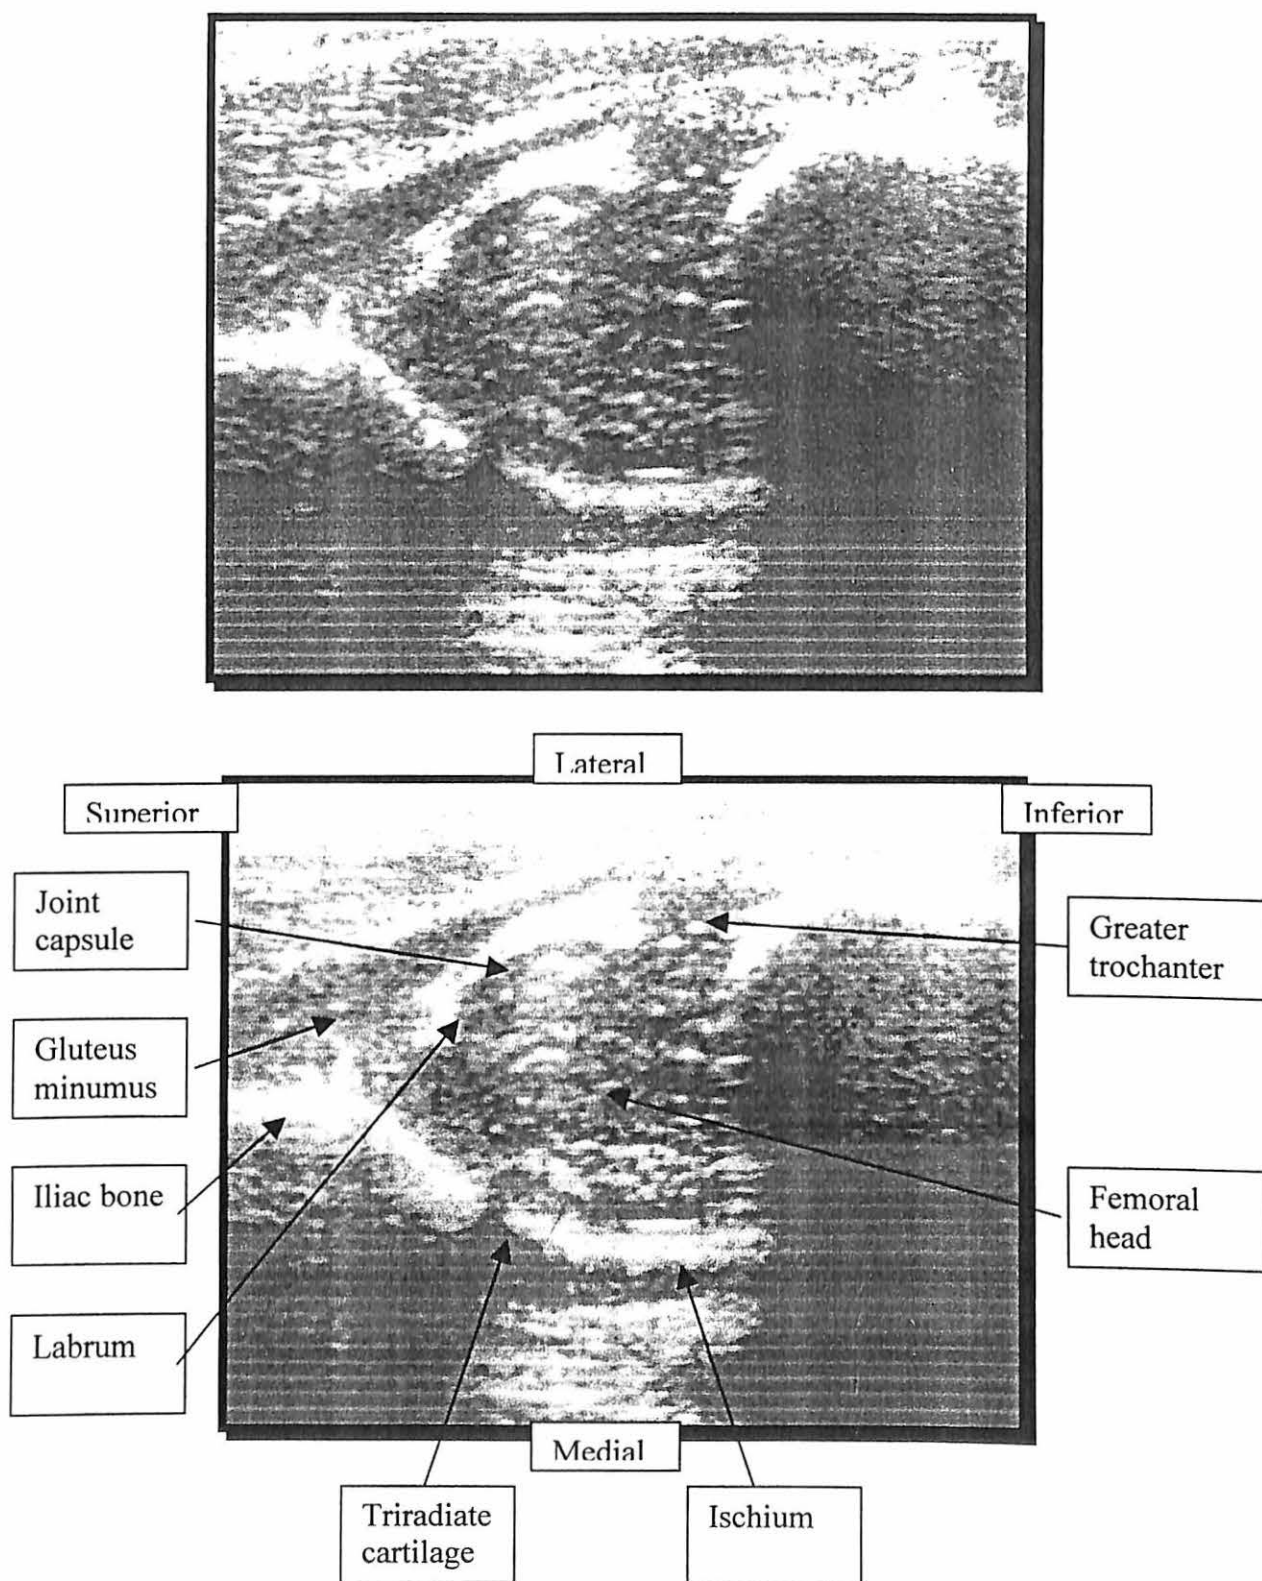 Lateral
Superior
Inferior
Joint
capsule
Greater
trochanter
Gluteus
minumus
Iliac bone
Femoral
head
Labrum
Medial
Triradiate
cartilage
Ischium